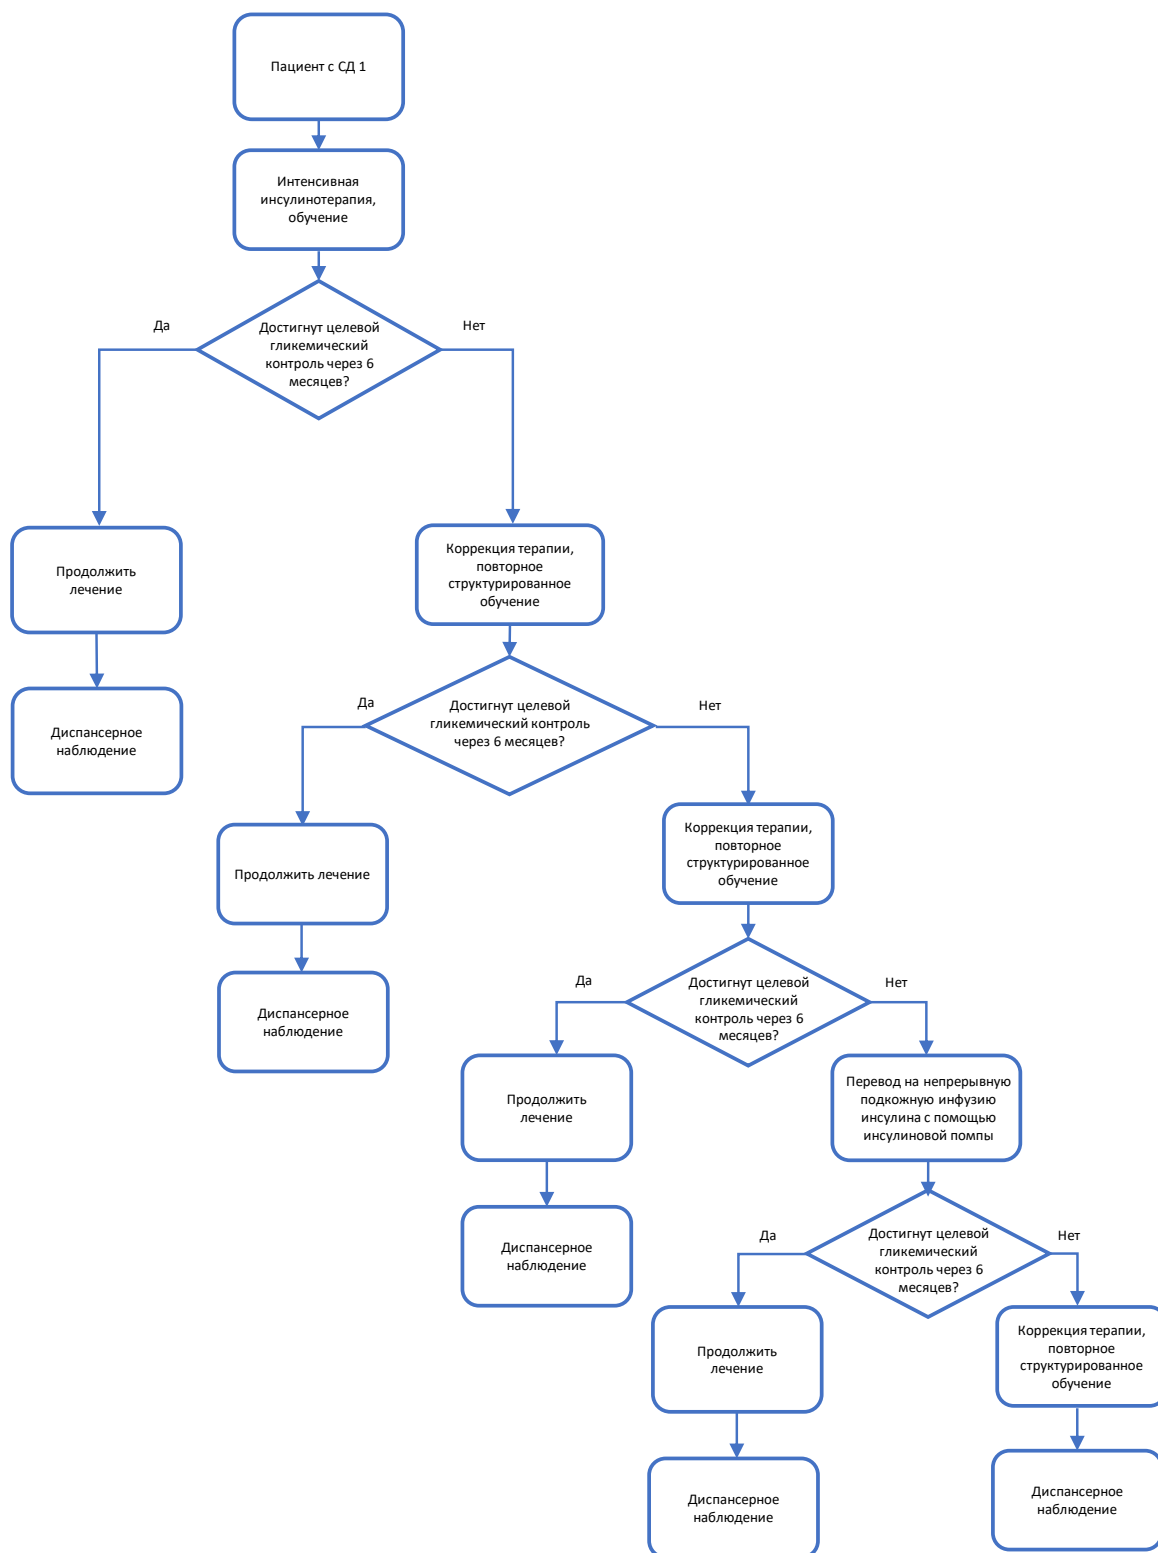 Пациент с СД 1
Интенсивная
инсулинотерапия,
обучение
Да
Нет
Достигнут целевой
гликемический
контроль через 6
месяцев?
Продолжить
лечение
Коррекция терапии,
повторное
структурированное
обучение
Диспансерное
наблюдение
Да
Нет
Достигнут целевой
гликемический контроль
через 6 месяцев?
Продолжить лечение
Коррекция терапии,
повторное
структурированное
обучение
Диспансерное
наблюдение
Да
Нет
Достигнут целевой
гликемический
контроль через 6
месяцев?
Продолжить
лечение
Перевод на непрерывную
подкожную инфузию
инсулина с помощью
инсулиновой помпы
Диспансерное
наблюдение
Да
Нет
Достигнут целевой
гликемический
контроль через 6
месяцев?
Продолжить
лечение
Коррекция терапии,
повторное
структурированное
обучение
Диспансерное
наблюдение
Диспансерное
наблюдение